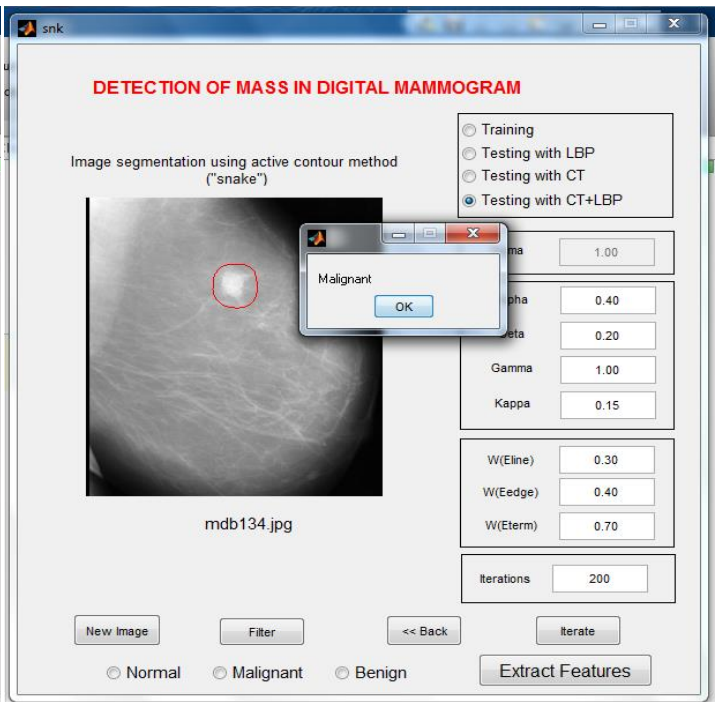 snk
DETECTION OF MASS IN DIGITAL MAMMOGRAM
Image segmentation using active contour method
("snake")
Training
Testing with LBP
Testing with CT
Testing with CT+LBP
Malignant
OK
1.00
0.40
0.20
Gamma
1.00
Kappa
0.15
W(Eline)
0.30
W(Eedge)
0.40
W(Eterm)
0.70
Iterations
200
mdb134.jpg
New Image
Filter
<< Back
Iterate
Normal
Malignant
Benign
Extract Features